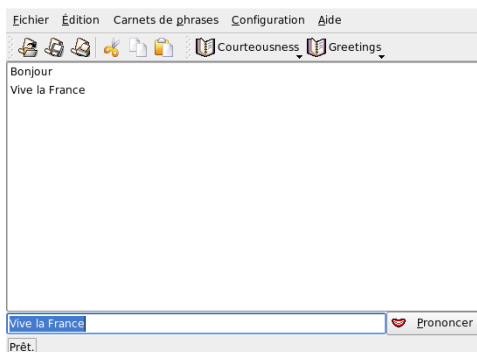 Fichier Édition Carnets de phrases Configuration Aide
Courteousness Greetings
Bonjour
Vive la France
Vive la France Prononcer
Prêt.